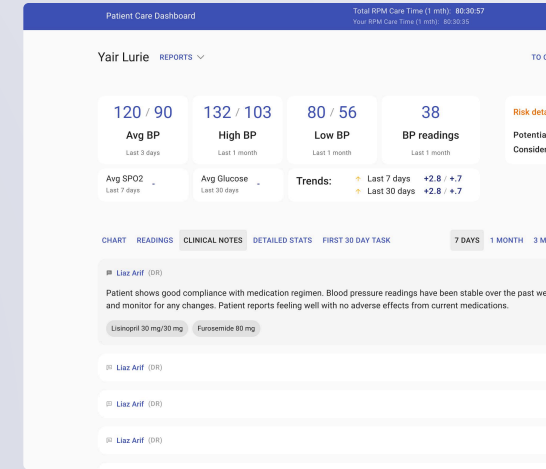 Patient Care Dashboard
Total RPM Care Time (1 mth): 80:30:57
Your RPM Care Time (1 mth): 80:30:35
Yair Lurie REPORTS
TO
120 / 90
132 / 103
80 / 56
38
Risk
Avg BP
High BP
Low BP
BP readings
Last 3 days
Last 1 month
Last 1 month
Last 1 month
Avg SPO2 -
Last 7 days
Avg Glucose -
Last 30 days
Trends:
Last 7 days +2.8 / +.7
Last 30 days +2.8 / +.7
CHART READINGS CLINICAL NOTES DETAILED STATS FIRST 30 DAY TASK 7 DAYS 1 MONTH 3
Liaz Arif (DR)
Patient shows good compliance with medication regimen. Blood pressure readings have been stable over the past
and monitor for any changes. Patient reports feeling well with no adverse effects from current medications.
Lisinopril 30 mg/30 mg Furosemide 80 mg
Liaz Arif (DR)
Liaz Arif (DR)
Liaz Arif (DR)